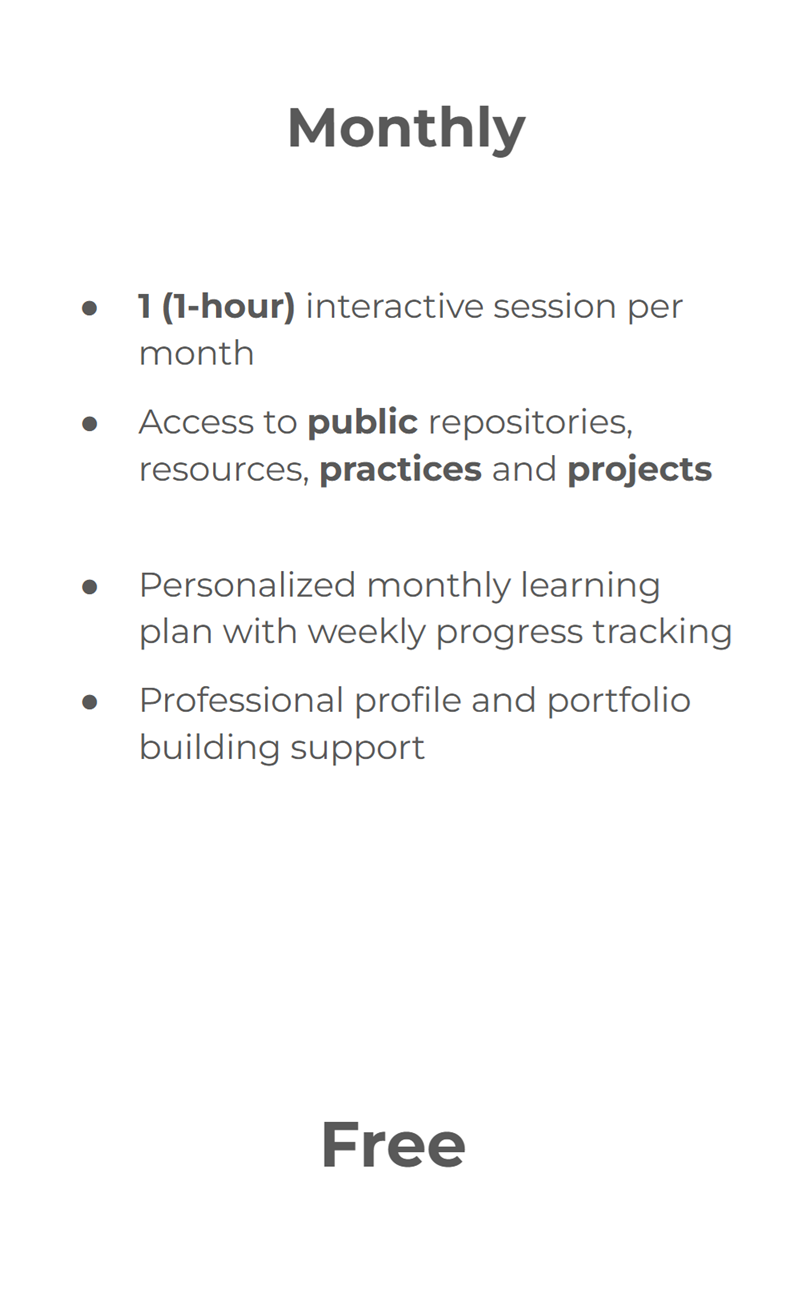 Monthly
● 1 (1-hour) interactive session per
month
● Access to public repositories,
resources, practices and projects
● Personalized monthly learning
plan with weekly progress tracking
● Professional profile and portfolio
building support
Free